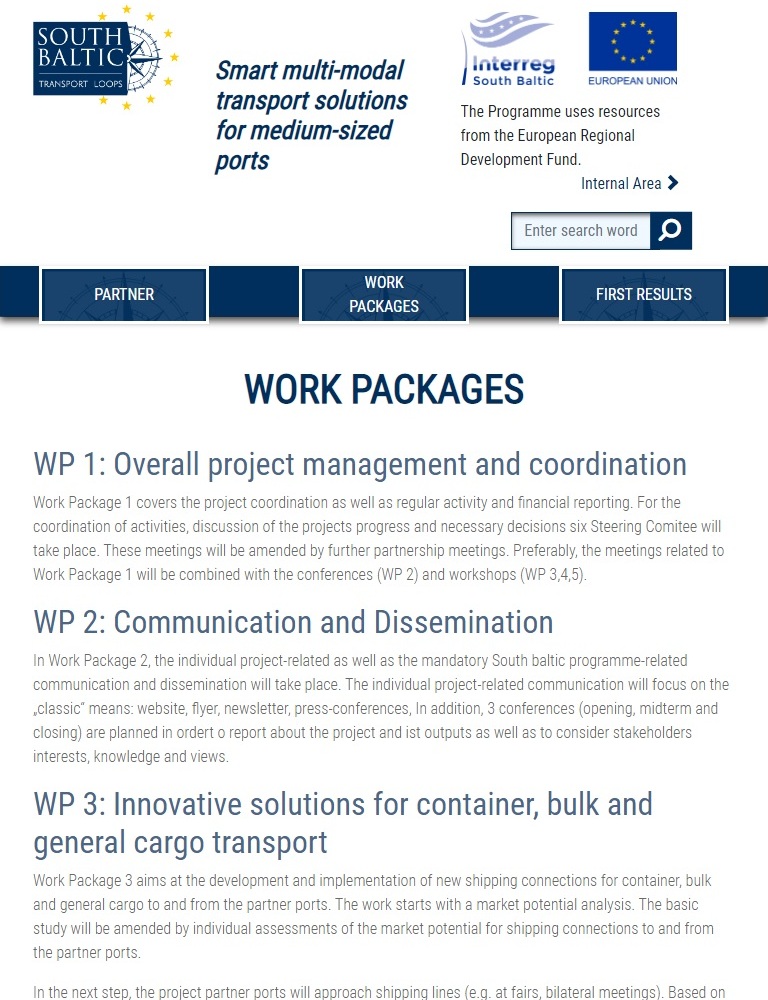 SOUTH
BALTIC
TRANSPORT LOOPS
Smart multi-modal
transport solutions
for medium-sized
ports
Interreg
South Baltic
EUROPEAN UNION
The Programme uses resources
from the European Regional
Development Fund.
Internal Area
Enter search word
PARTNER
WORK
PACKAGES
FIRST RESULTS
WORK PACKAGES
WP 1: Overall project management and coordination
Work Package 1 covers the project coordination as well as regular activity and financial reporting. For the
coordination of activities, discussion of the projects progress and necessary decisions six Steering Comitee will
take place. These meetings will be amended by further partnership meetings. Preferably, the meetings related to
Work Package 1 will be combined with the conferences (WP 2) and workshops (WP 3,4,5).
WP 2: Communication and Dissemination
In Work Package 2, the individual project-related as well as the mandatory South baltic programme-related
communication and dissemination will take place. The individual project-related communication will focus on the
„classic“ means: website, flyer, newsletter, press-conferences, In addition, 3 conferences (opening, midterm and
closing) are planned in ordert o report about the project and ist outputs as well as to consider stakeholders
interests, knowledge and views.
WP 3: Innovative solutions for container, bulk and
general cargo transport
Work Package 3 aims at the development and implementation of new shipping connections for container, bulk
and general cargo to and from the partner ports. The work starts with a market potential analysis. The basic
study will be amended by individual assessments of the market potential for shipping connections to and from
the partner ports.
In the next step, the project partner ports will approach shipping lines (e.g. at fairs, bilateral meetings). Based on